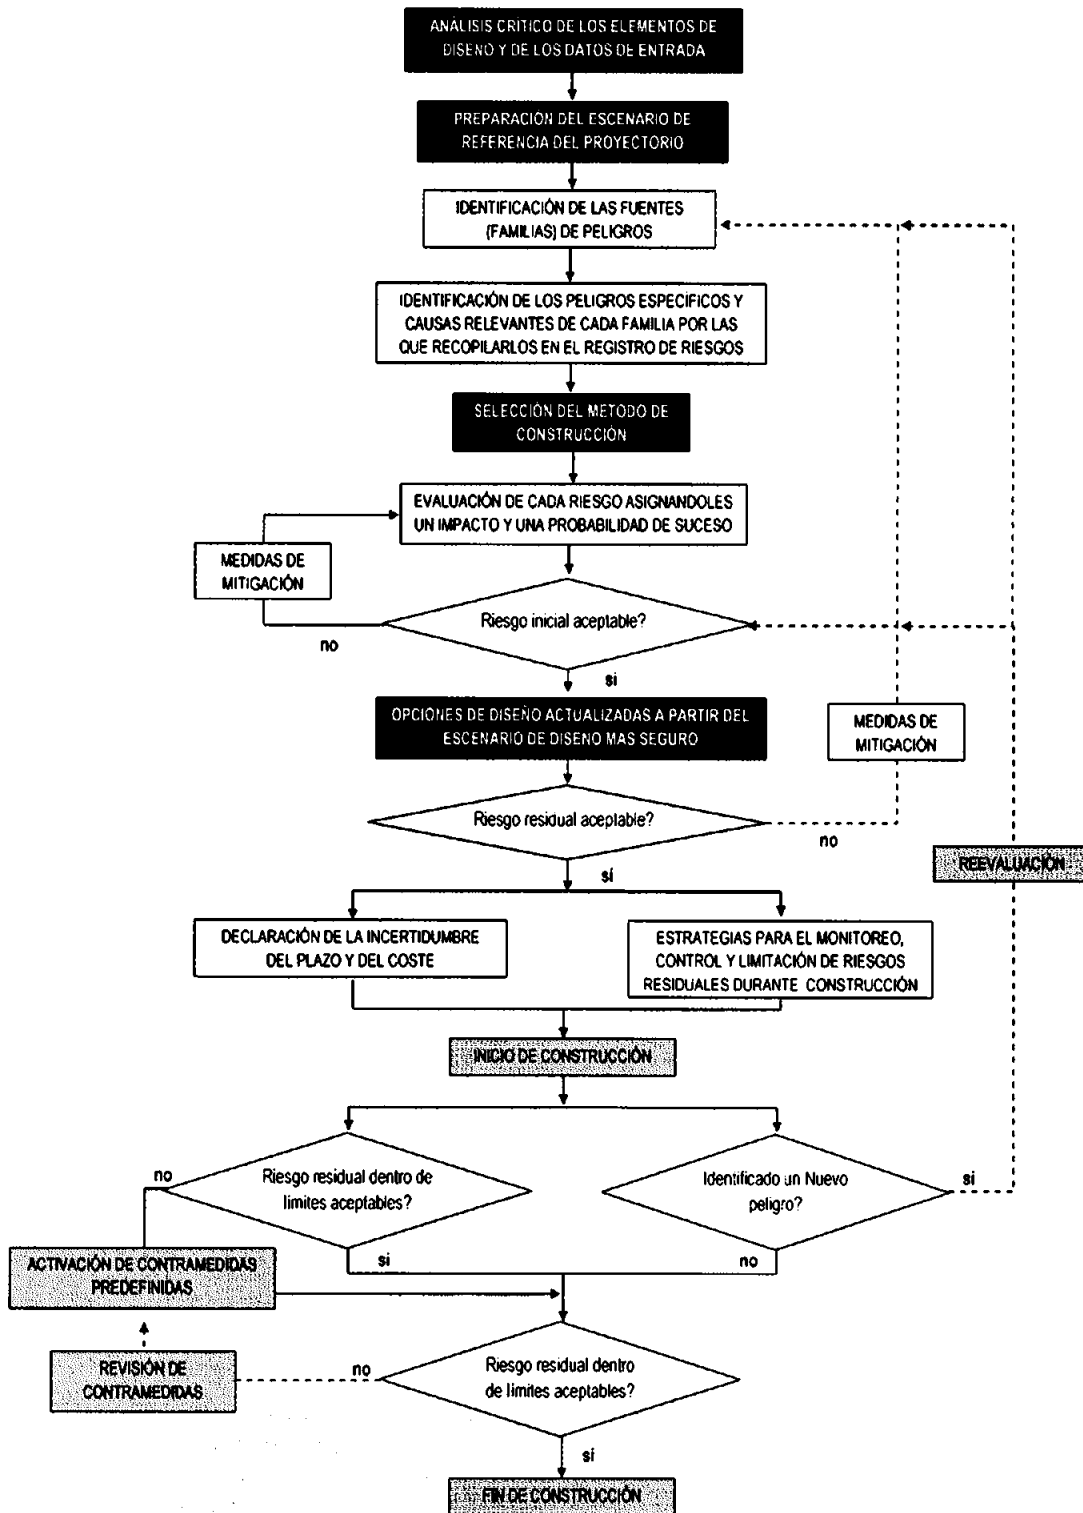 ANÁLISIS CRÍTICO DE LOS ELEMENTOS DE
DISEÑO Y DE LOS DATOS DE ENTRADA
PREPARACIÓN DEL ESCENARIO DE
REFERENCIA DEL PROYECTORIO
IDENTIFICACIÓN DE LAS FUENTES
(FAMILIAS) DE PELIGROS
IDENTIFICACIÓN DE LOS PELIGROS ESPECÍFICOS Y
CAUSAS RELEVANTES DE CADA FAMILIA POR LAS
QUE RECOPILARLOS EN EL REGISTRO DE RIESGOS
SELECCIÓN DEL METODO DE
CONSTRUCCIÓN
EVALUACIÓN DE CADA RIESGO ASIGNANDOLES
UN IMPACTO Y UNA PROBABILIDAD DE SUCESO
MEDIDAS DE
MITIGACIÓN
Riesgo inicial aceptable?
no
si
OPCIONES DE DISEÑO ACTUALIZADAS A PARTIR DEL
ESCENARIO DE DISEÑO MAS SEGURO
MEDIDAS DE
MITIGACIÓN
Riesgo residual aceptable?
no
sí
REEVALUACIÓN
DECLARACIÓN DE LA INCERTIDUMBRE
DEL PLAZO Y DEL COSTE
ESTRATEGIAS PARA EL MONITOREO,
CONTROL Y LIMITACIÓN DE RIESGOS
RESIDUALES DURANTE CONSTRUCCIÓN
INICIO DE CONSTRUCCIÓN
no
Riesgo residual dentro de
límites aceptables?
si
Identificado un Nuevo
peligro?
si
no
ACTIVACIÓN DE CONTRAMEDIDAS
PREDEFINIDAS
REVISIÓN DE
CONTRAMEDIDAS
no
Riesgo residual dentro
de límites aceptables?
sí
FIN DE CONSTRUCCIÓN